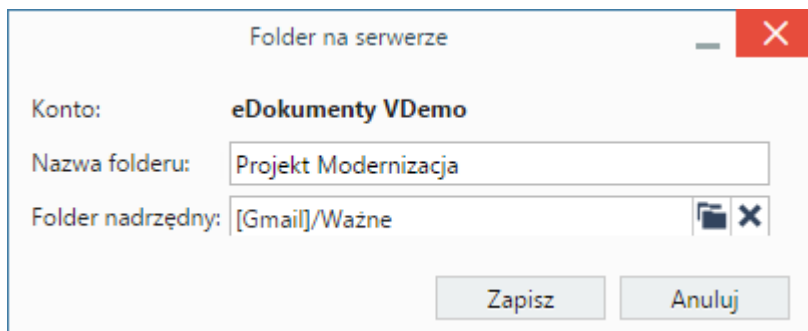 Folder na serwerze
Konto: eDokumenty VDemo
Nazwa folderu: Projekt Modernizacja
Folder nadrzędny: [Gmail]/Ważne
Zapisz Anuluj